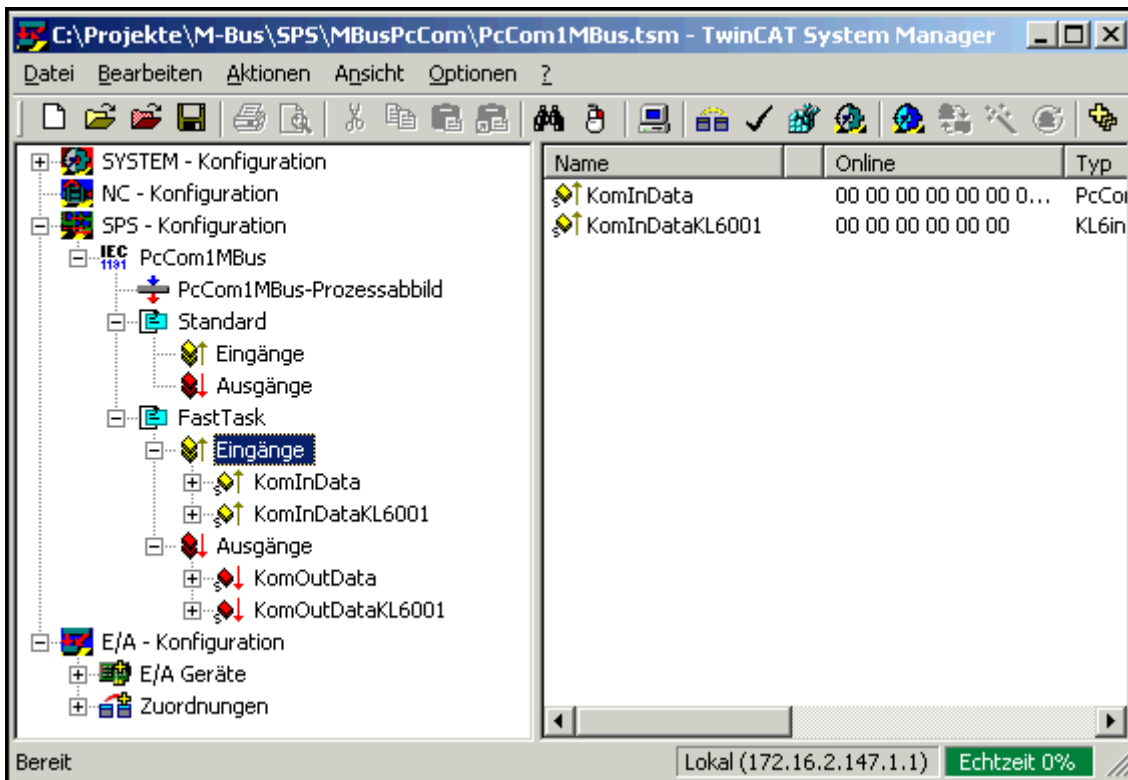 C:\Projekte\M-Bus\SPS\MBusPcCom\PcCom1MBus.tsm - TwinCAT System Manager
Datei Bearbeiten Aktionen Ansicht Optionen ?
SYSTEM - Konfiguration
NC - Konfiguration
SPS - Konfiguration
IEC 1131 PcCom1MBus
PcCom1MBus-Prozessabbild
Standard
Eingänge
Ausgänge
FastTask
Eingänge
KomInData
KomInDataKL6001
Ausgänge
KomOutData
KomOutDataKL6001
E/A - Konfiguration
E/A Geräte
Zuordnungen
Name Online Typ
KomInData 00 00 00 00 00 00 0... PcCo
KomInDataKL6001 00 00 00 00 00 00 KL6in
Bereit Lokal (172.16.2.147.1.1) Echtzeit 0%